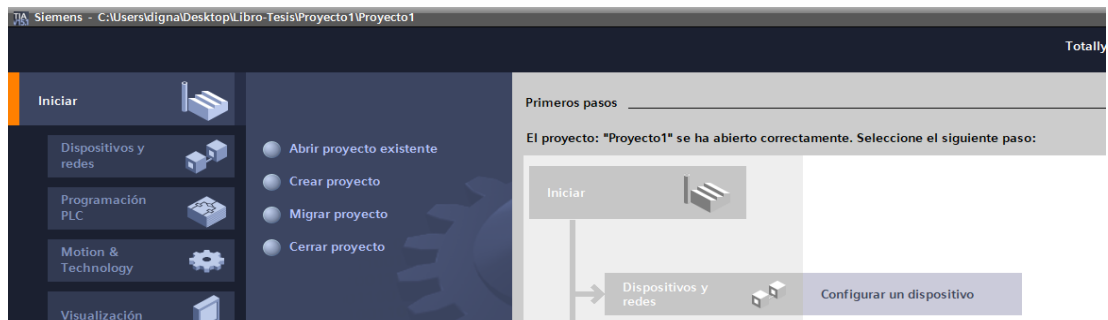 Siemens - C:\Users\digna\Desktop\Libro-Tesis\Proyecto1\Proyecto1
Totally
Iniciar
Dispositivos y
redes
Programación
PLC
Motion &
Technology
Visualización
Abrir proyecto existente
Crear proyecto
Migrar proyecto
Cerrar proyecto
Primeros pasos
El proyecto: "Proyecto1" se ha abierto correctamente. Seleccione el siguiente paso:
Iniciar
Dispositivos y
redes
Configurar un dispositivo